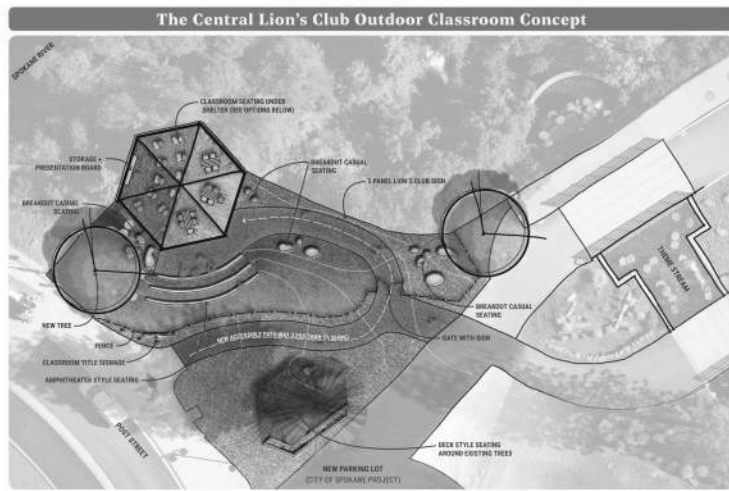 The Central Lion's Club Outdoor Classroom Concept
SPOKANE RIVER
CLASSROOM SEATING UNDER
SHELTER (SEE OPTIONS BELOW)
STORAGE +
PRESENTATION BOARD
BREAKOUT CASUAL
SEATING
BREAKOUT CASUAL
SEATING
3 PANEL LION'S CLUB SIGN
THEME STREAM
BREAKOUT CASUAL
SEATING
NEW TREE
FENCE
CLASSROOM TITLE SIGNAGE
AMPHITHEATER STYLE SEATING
NEW ACCESSIBLE PATHWAY
GATE WITH SIGN
POST STREET
DECK STYLE SEATING
AROUND EXISTING TREES
NEW PARKING LOT
(CITY OF SPOKANE PROJECT)